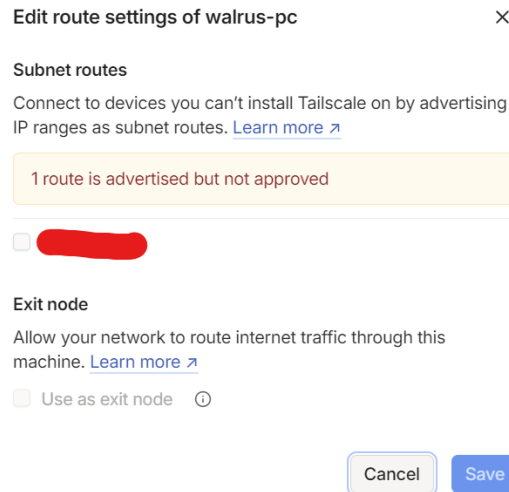 Edit route settings of walrus-pc
Subnet routes
Connect to devices you can't install Tailscale on by advertising
IP ranges as subnet routes. Learn more ↗
1 route is advertised but not approved
Exit node
Allow your network to route internet traffic through this
machine. Learn more ↗
Use as exit node
Cancel
Save